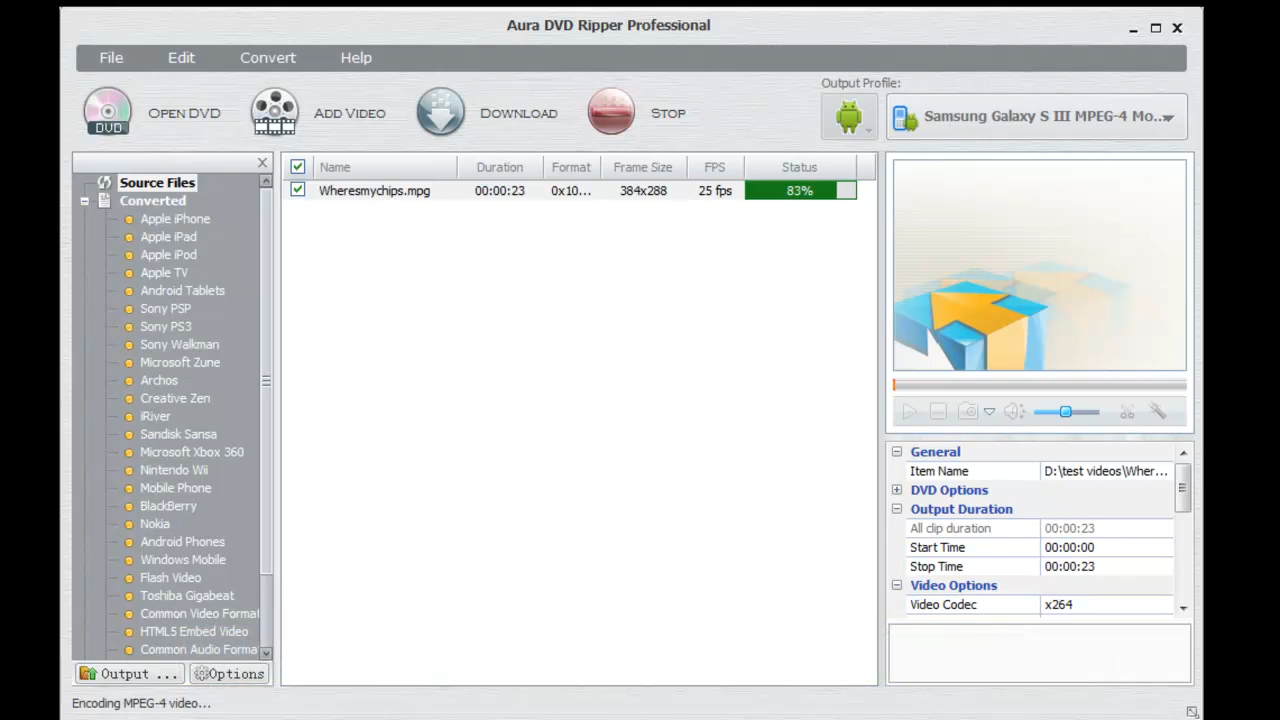 Aura DVD Ripper Professional
File Edit Convert Help
Output Profile:
DVD
OPEN DVD ADD VIDEO DOWNLOAD STOP
Samsung Galaxy S III MPEG-4 Mo...
Source Files
Converted
Apple iPhone
Apple iPad
Apple iPod
Apple TV
Android Tablets
Sony PSP
Sony PS3
Sony Walkman
Microsoft Zune
Archos
Creative Zen
iRiver
Sandisk Sansa
Microsoft Xbox 360
Nintendo Wii
Mobile Phone
BlackBerry
Nokia
Android Phones
Windows Mobile
Flash Video
Toshiba Gigabeat
Common Video Format
HTML5 Embed Video
Common Audio Forma
Output ... Options
Name Duration Format Frame Size FPS Status
Wheresmychips.mpg 00:00:23 0x10... 384x288 25 fps 83%
General
Item Name D:\test videos\Wher...
DVD Options
Output Duration
All clip duration 00:00:23
Start Time 00:00:00
Stop Time 00:00:23
Video Options
Video Codec x264
Encoding MPEG-4 video...